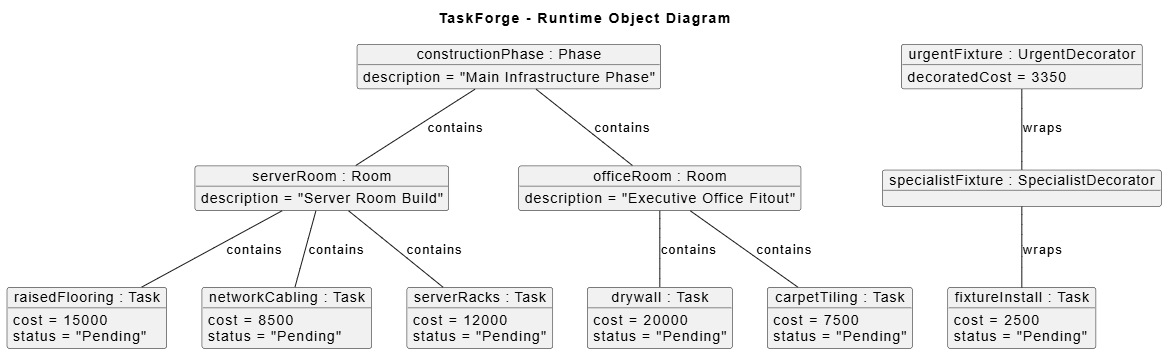 TaskForge - Runtime Object Diagram
constructionPhase : Phase
description = "Main Infrastructure Phase"
urgentFixture : UrgentDecorator
decoratedCost = 3350
contains
contains
wraps
serverRoom : Room
description = "Server Room Build"
officeRoom : Room
description = "Executive Office Fitout"
specialistFixture : SpecialistDecorator
contains
contains
contains
contains
wraps
raisedFlooring : Task
cost = 15000
status = "Pending"
networkCabling : Task
cost = 8500
status = "Pending"
serverRacks : Task
cost = 12000
status = "Pending"
drywall : Task
cost = 20000
status = "Pending"
carpetTiling : Task
cost = 7500
status = "Pending"
fixtureInstall : Task
cost = 2500
status = "Pending"